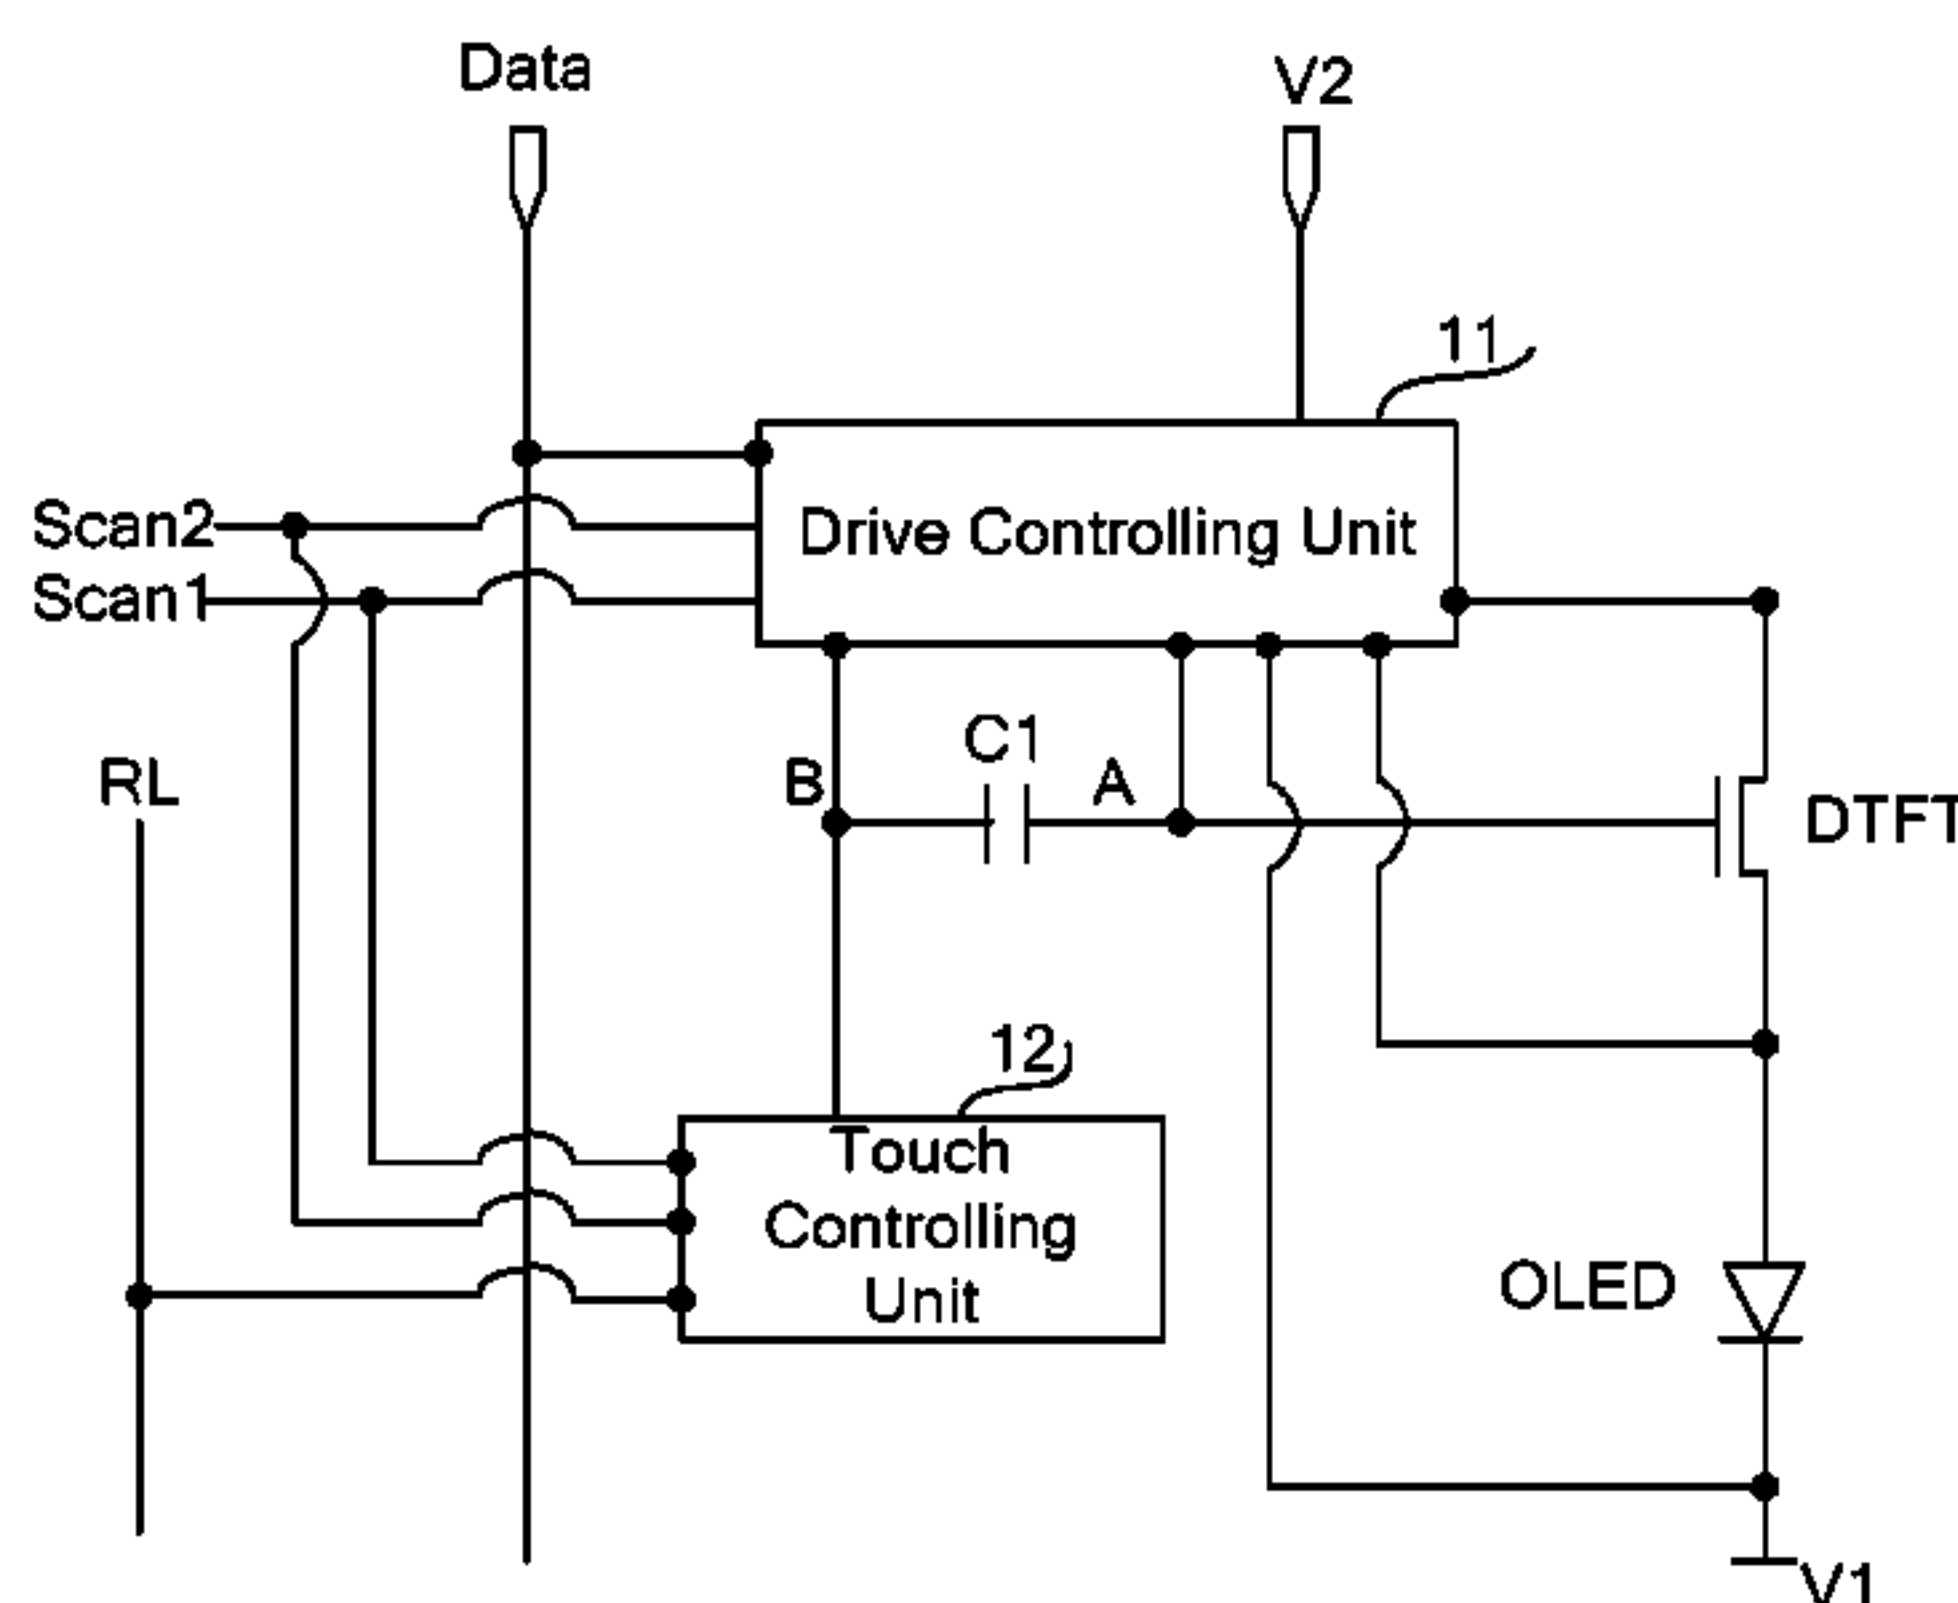 Data
V2
11
Scan2
Drive Controlling Unit
Scan1
C1
RL
B
A
DTFT
12
Touch
Controlling
Unit
OLED
V1